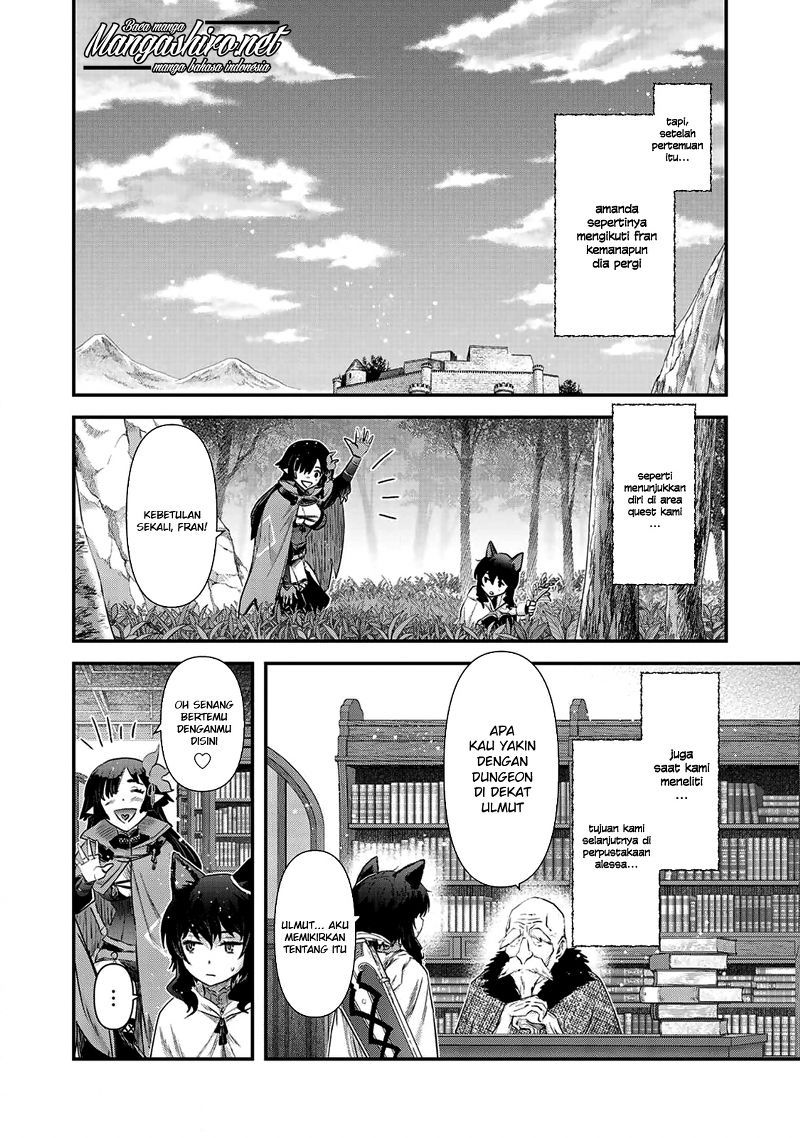 Baca manga
Mangashiro.net
manga bahasa indonesia
tapi,
setelah
pertemuan
itu...
amanda
sepertinya
mengikuti fran
kemanapun
dia pergi
seperti
menunjukkan
diri di area
quest kami
...
KEBETULAN
SEKALI, FRAN!
juga
saat kami
meneliti
...
tujuan kami
selanjutnya di
perpustakaan
alessa...
APA
KAU YAKIN
DENGAN
DUNGEON
DI DEKAT
ULMUT
ULMUT... AKU
MEMIKIRKAN
TENTANG ITU
OH SENANG
BERTEMU
DENGANMU
DISINI
♡
...